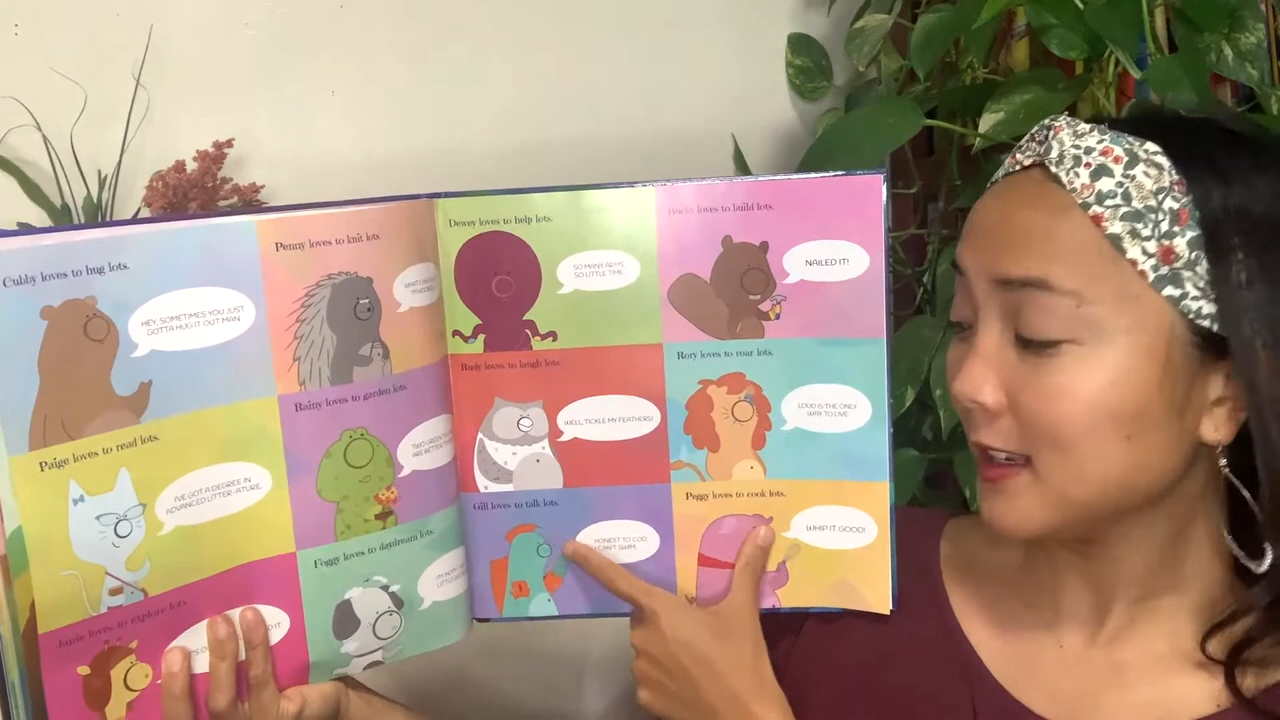 Cubby loves to hug lots.
HEY, SOMETIMES YOU JUST
GOTTA HUG IT OUT MAN
Penny loves to knit lots.
Paige loves to read lots.
I'VE GOT A DEGREE IN
ADVANCED LITTER-ATURE.
Rainy loves to garden lots.
TWO GREEN
ARE BETTER
loves to explore lots.
Foggy loves to daydream lots.
Dewey loves to help lots.
SO MANY ARMS,
SO LITTLE TIME.
Bucky loves to build lots.
NAILED IT!
Rudy loves to laugh lots.
WELL, TICKLE MY FEATHERS!
Rory loves to roar lots.
LOUD IS THE ONLY
WAY TO LIVE.
Gill loves to talk lots.
HONEST TO COD,
I CAN'T SWIM.
Peggy loves to cook lots.
WHIP IT GOOD!